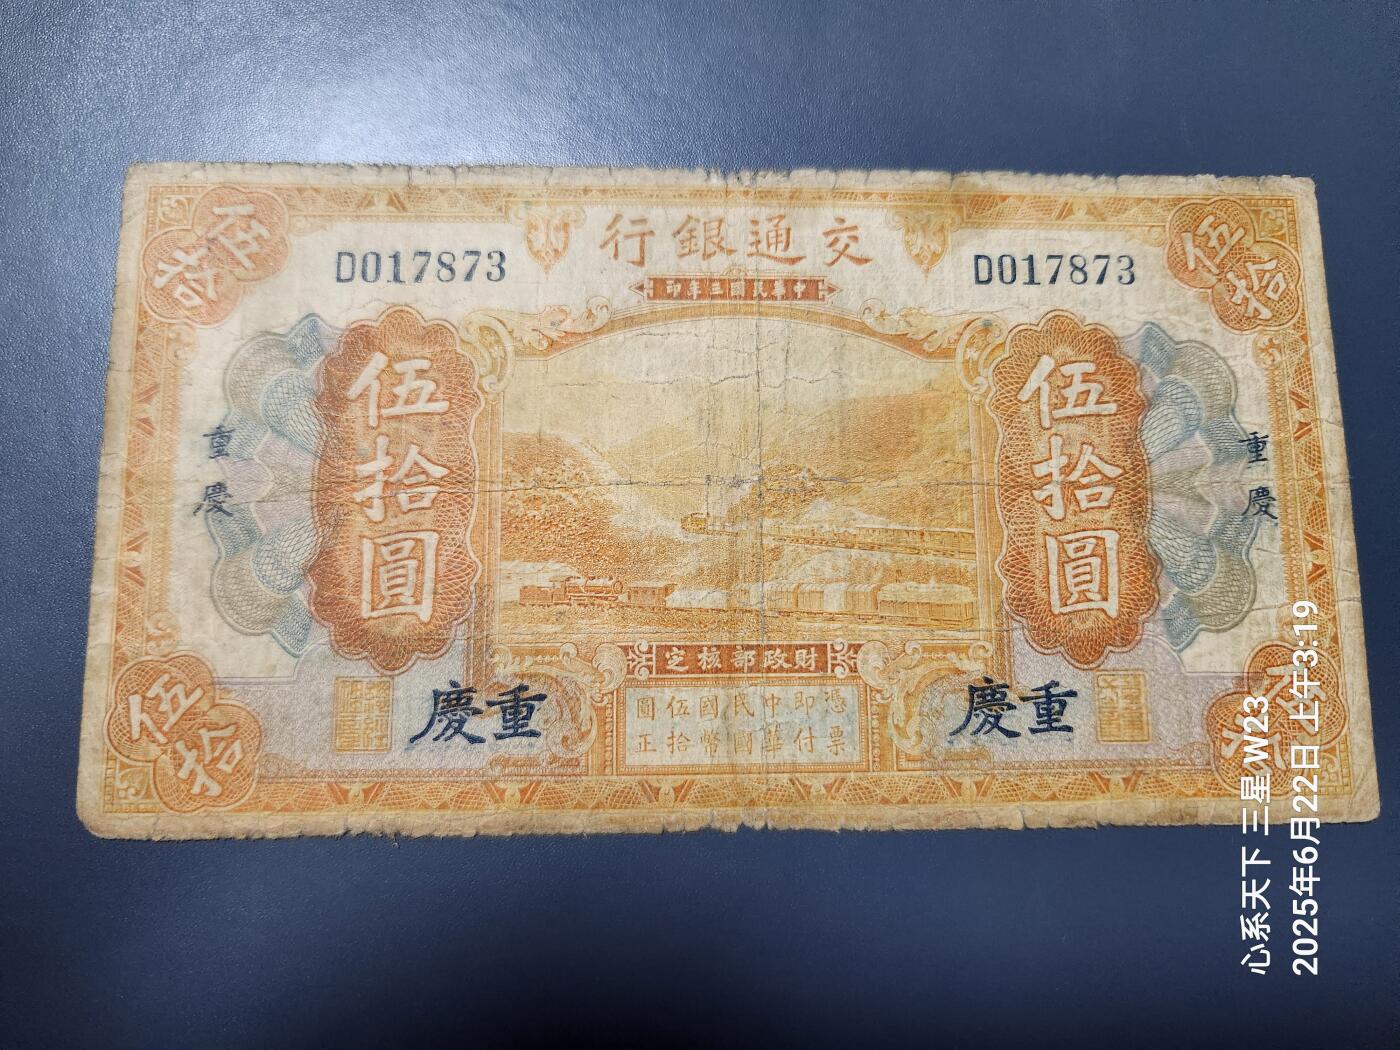 交通銀行
中華民國三年印
D017873
D017873
伍拾
伍拾
伍拾圓
伍拾圓
重慶
重慶
財政部核定
憑票
即付
中華
民國
國幣
伍拾
圓正
重慶
重慶
伍拾
伍拾
心系天下 三星 W23
2025年6月22日 上午3:19